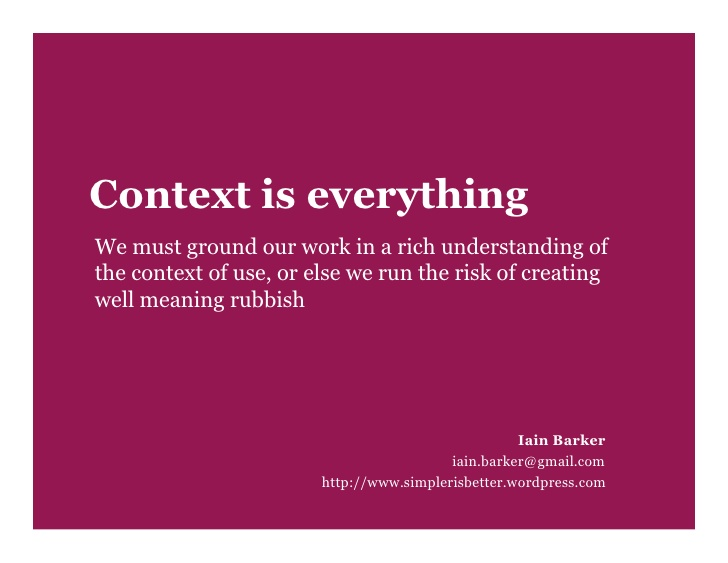 Context is everything
We must ground our work in a rich understanding of
the context of use, or else we run the risk of creating
well meaning rubbish
Iain Barker
iain.barker@gmail.com
http://www.simplerisbetter.wordpress.com